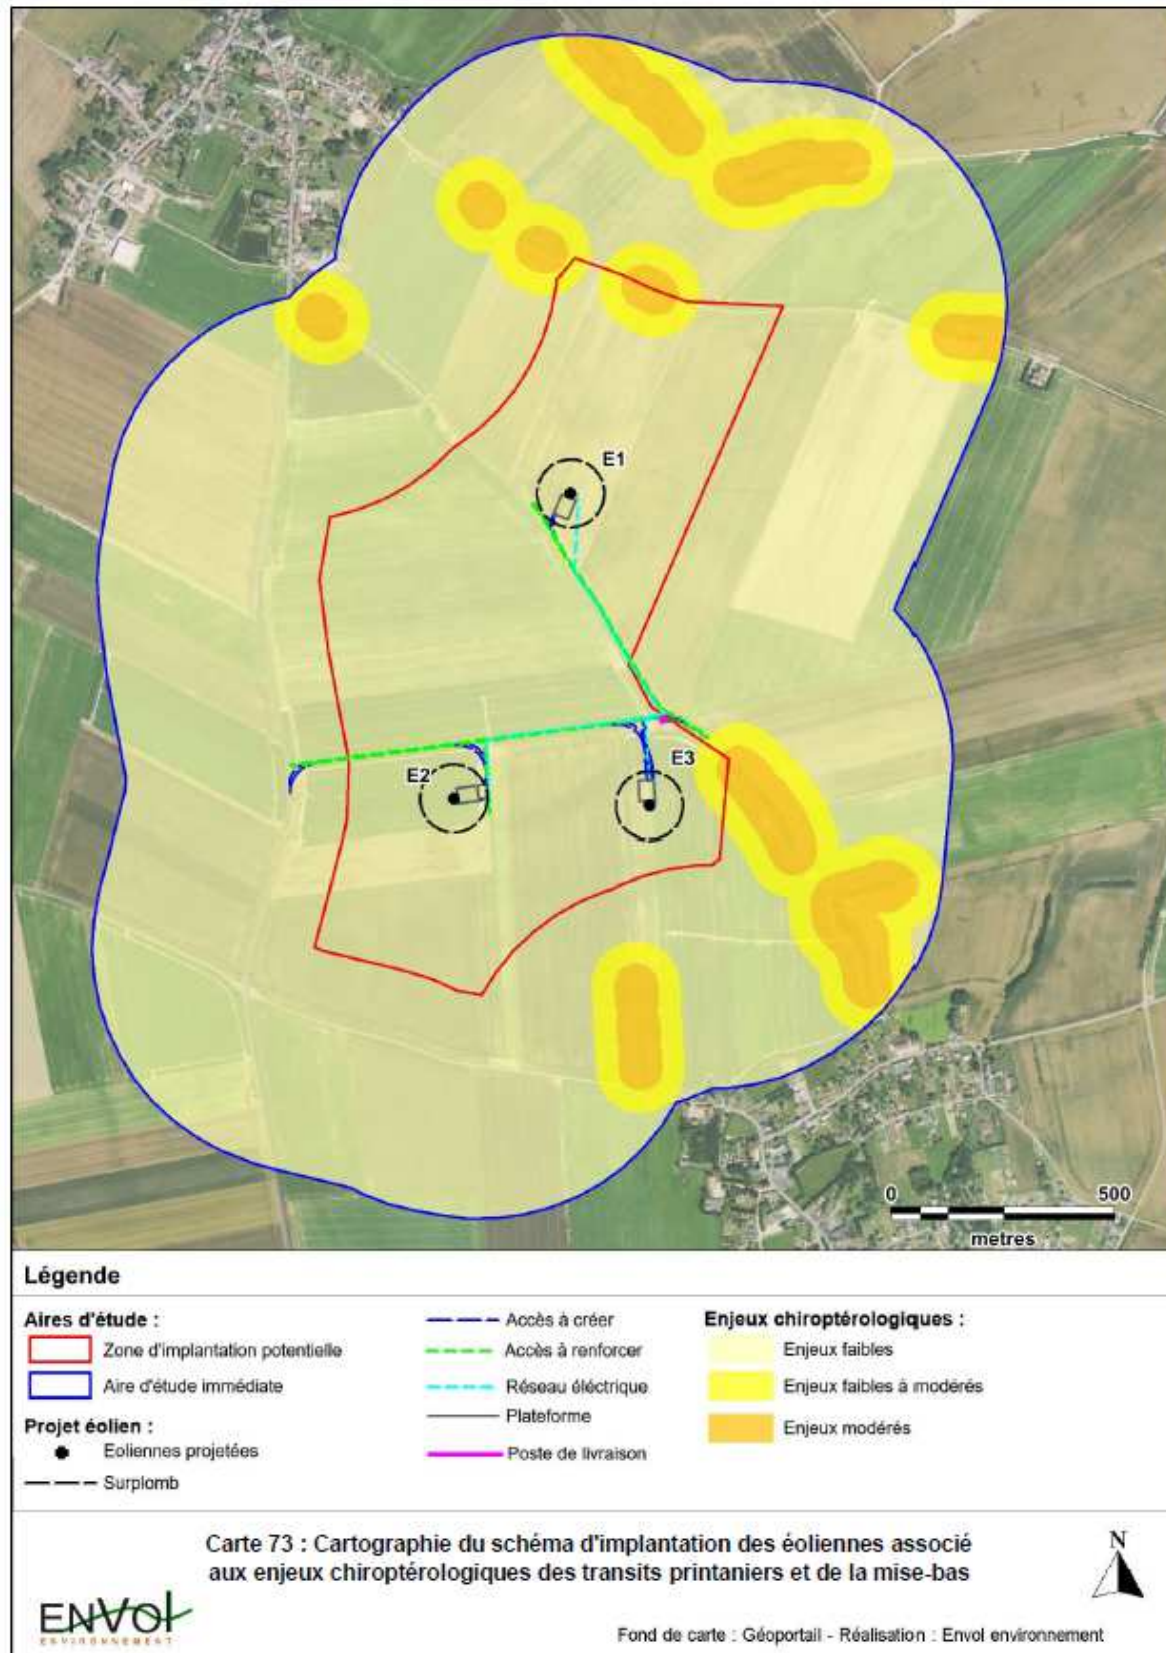 E1
E2
E3
0 500
metres
Légende
Aires d'étude :
Zone d'implantation potentielle
Aire d'étude immédiate
Projet éolien :
Eoliennes projetées
Surplomb
Accès à créer
Accès à renforcer
Réseau éléctrique
Plateforme
Poste de livraison
Enjeux chiroptérologiques :
Enjeux faibles
Enjeux faibles à modérés
Enjeux modérés
Carte 73 : Cartographie du schéma d'implantation des éoliennes associé
aux enjeux chiroptérologiques des transits printaniers et de la mise-bas
N
ENVOl
ENVIRONNEMENT
Fond de carte : Géoportail - Réalisation : Envol environnement